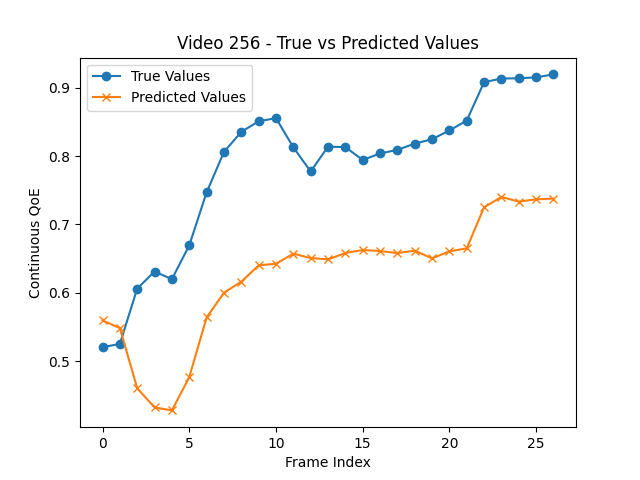 Video 256 - True vs Predicted Values
True Values
Predicted Values
Continuous QoE
0.9
0.8
0.7
0.6
0.5
0
5
10
15
20
25
Frame Index